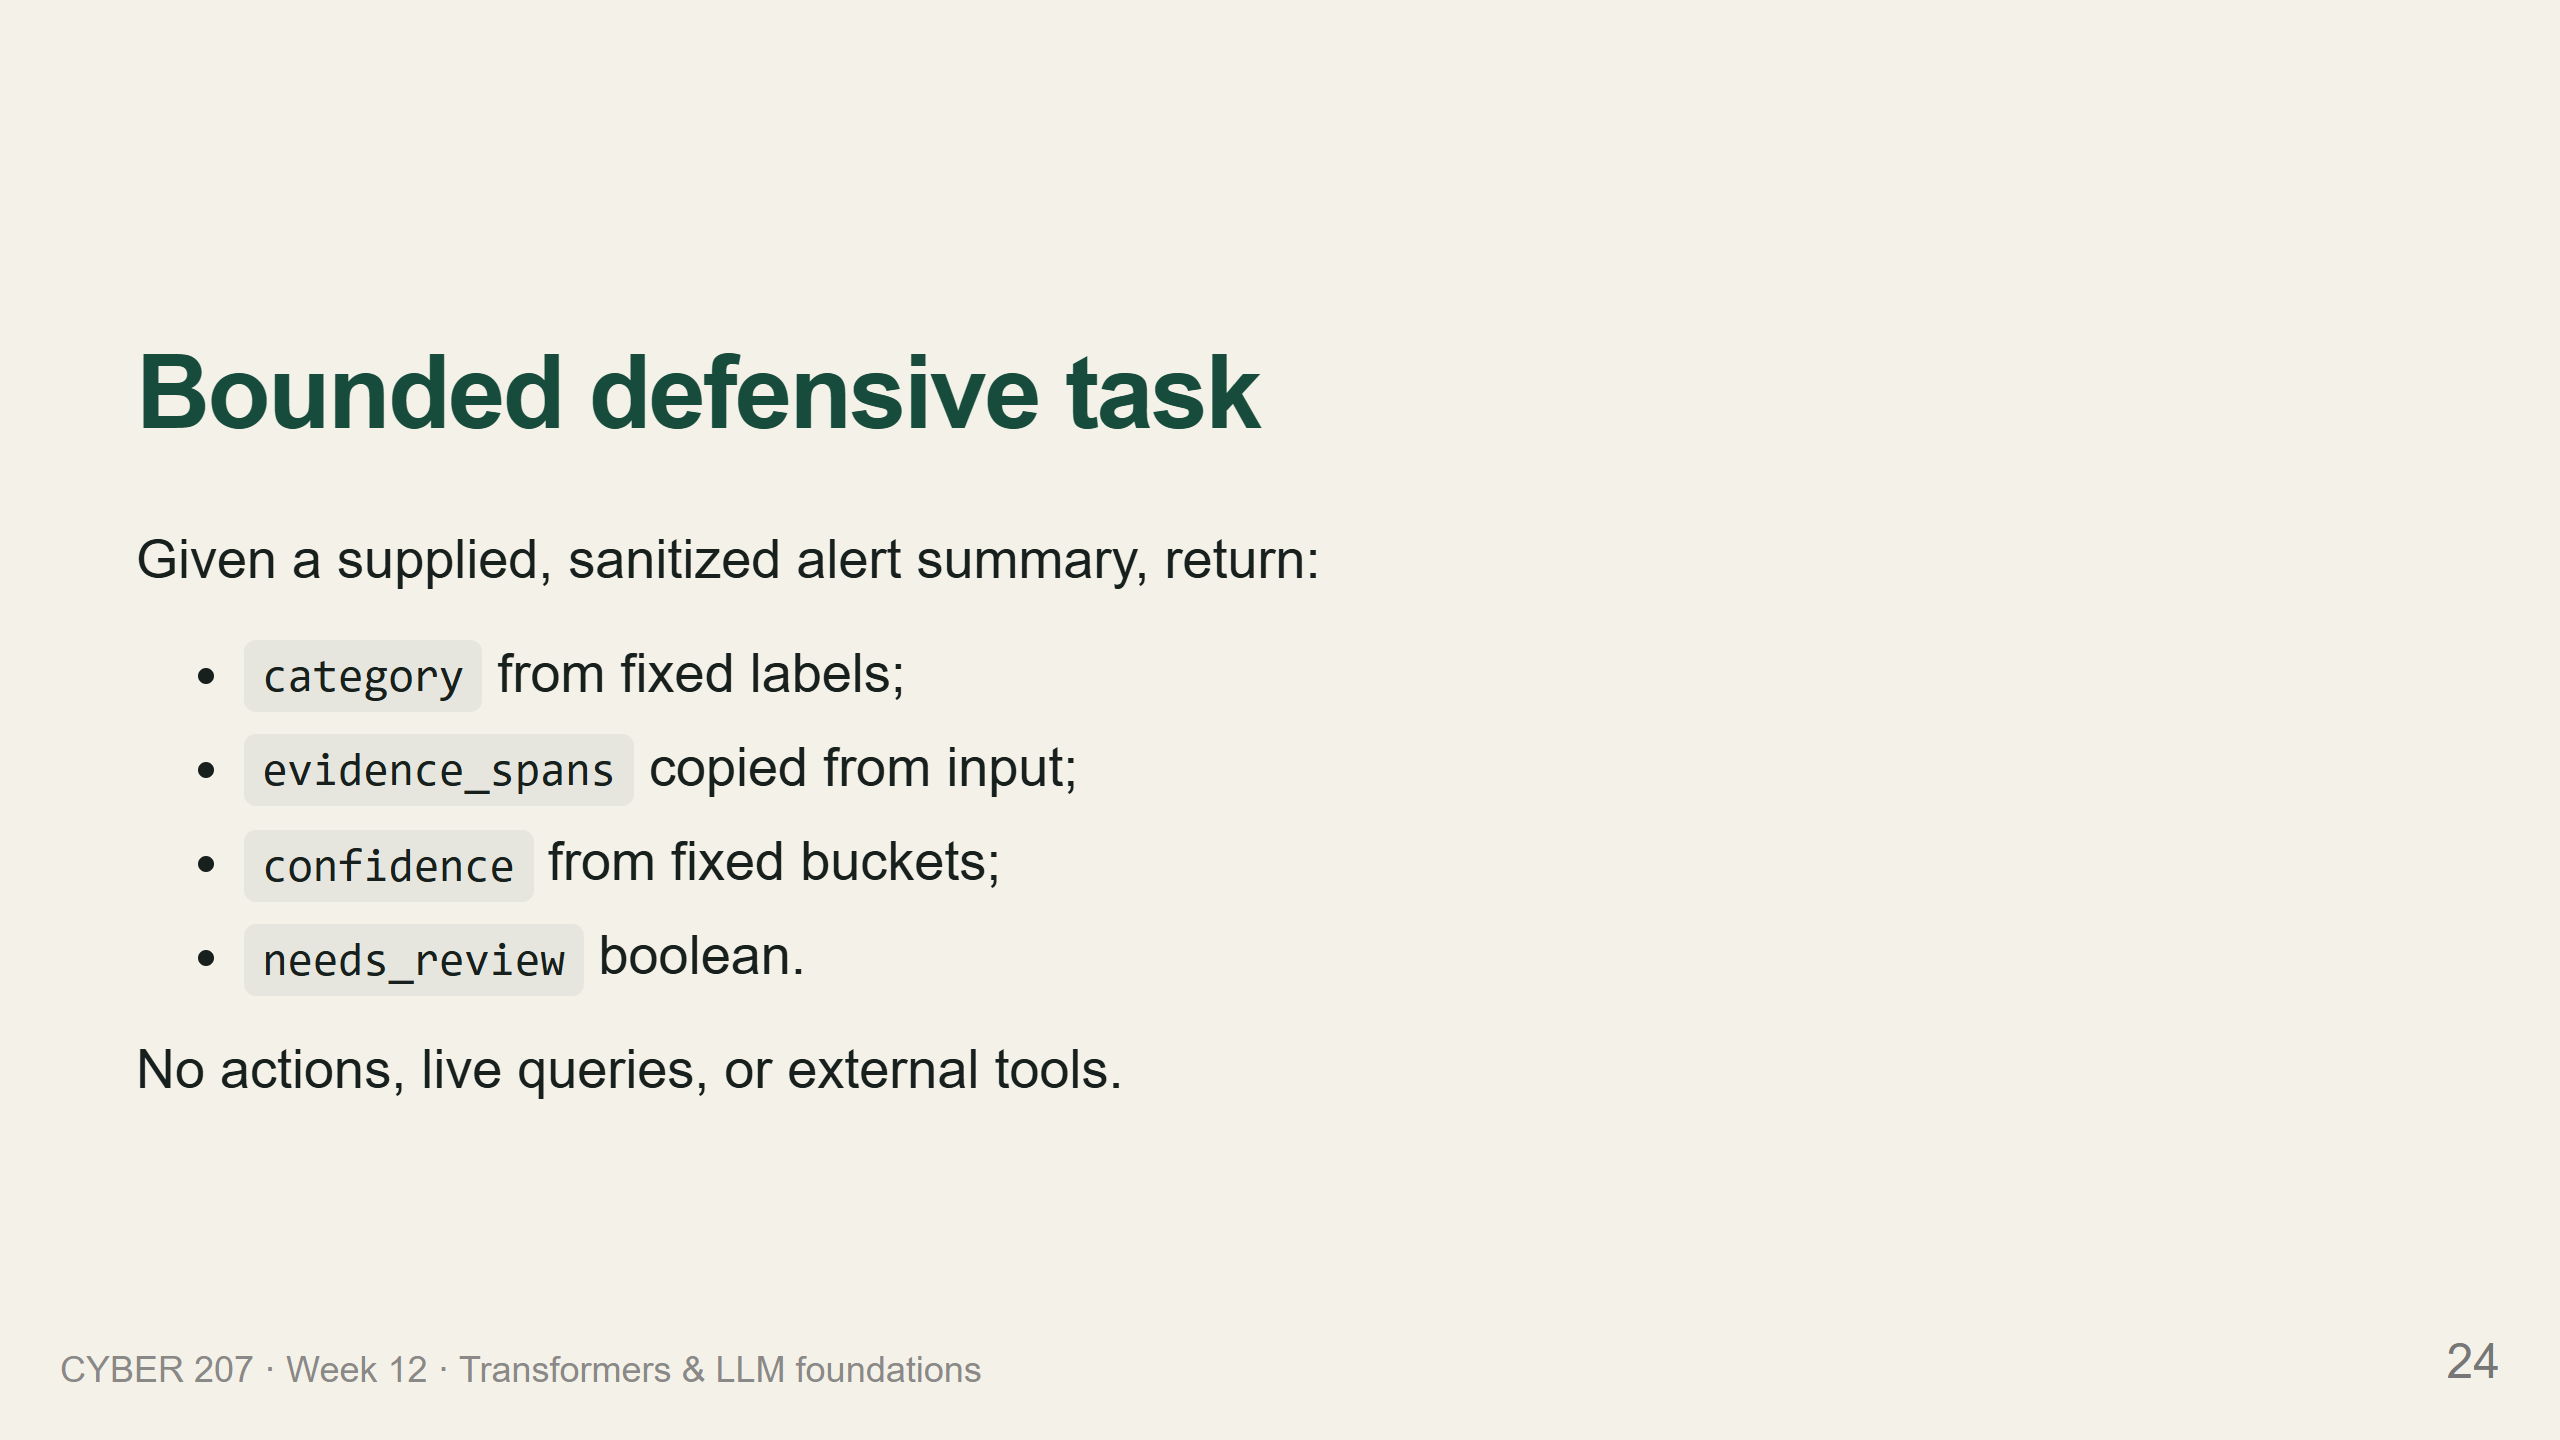 Bounded defensive task
Given a supplied, sanitized alert summary, return:
• category from fixed labels;
• evidence_spans copied from input;
• confidence from fixed buckets;
• needs_review boolean.
No actions, live queries, or external tools.
CYBER 207 · Week 12 · Transformers & LLM foundations
24